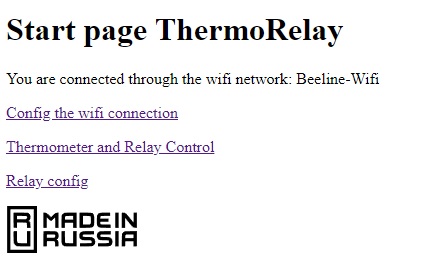 Start page ThermoRelay
You are connected through the wifi network: Beeline-Wifi
Config the wifi connection
Thermometer and Relay Control
Relay config
RU MADE IN
RUSSIA